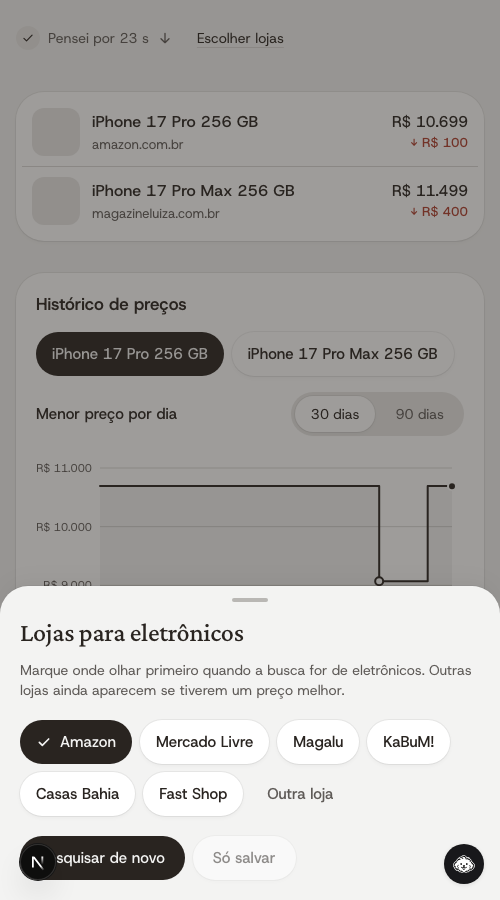 Pensei por 23 s ↓ Escolher lojas
iPhone 17 Pro 256 GB R$ 10.699
amazon.com.br ↓ R$ 100
iPhone 17 Pro Max 256 GB R$ 11.499
magazineluiza.com.br ↓ R$ 400
Histórico de preços
iPhone 17 Pro 256 GB iPhone 17 Pro Max 256 GB
Menor preço por dia 30 dias 90 dias
R$ 11.000
R$ 10.000
R$ 9.000
Lojas para eletrônicos
Marque onde olhar primeiro quando a busca for de eletrônicos. Outras
lojas ainda aparecem se tiverem um preço melhor.
Amazon Mercado Livre Magalu KaBuM!
Casas Bahia Fast Shop Outra loja
N squisar de novo Só salvar